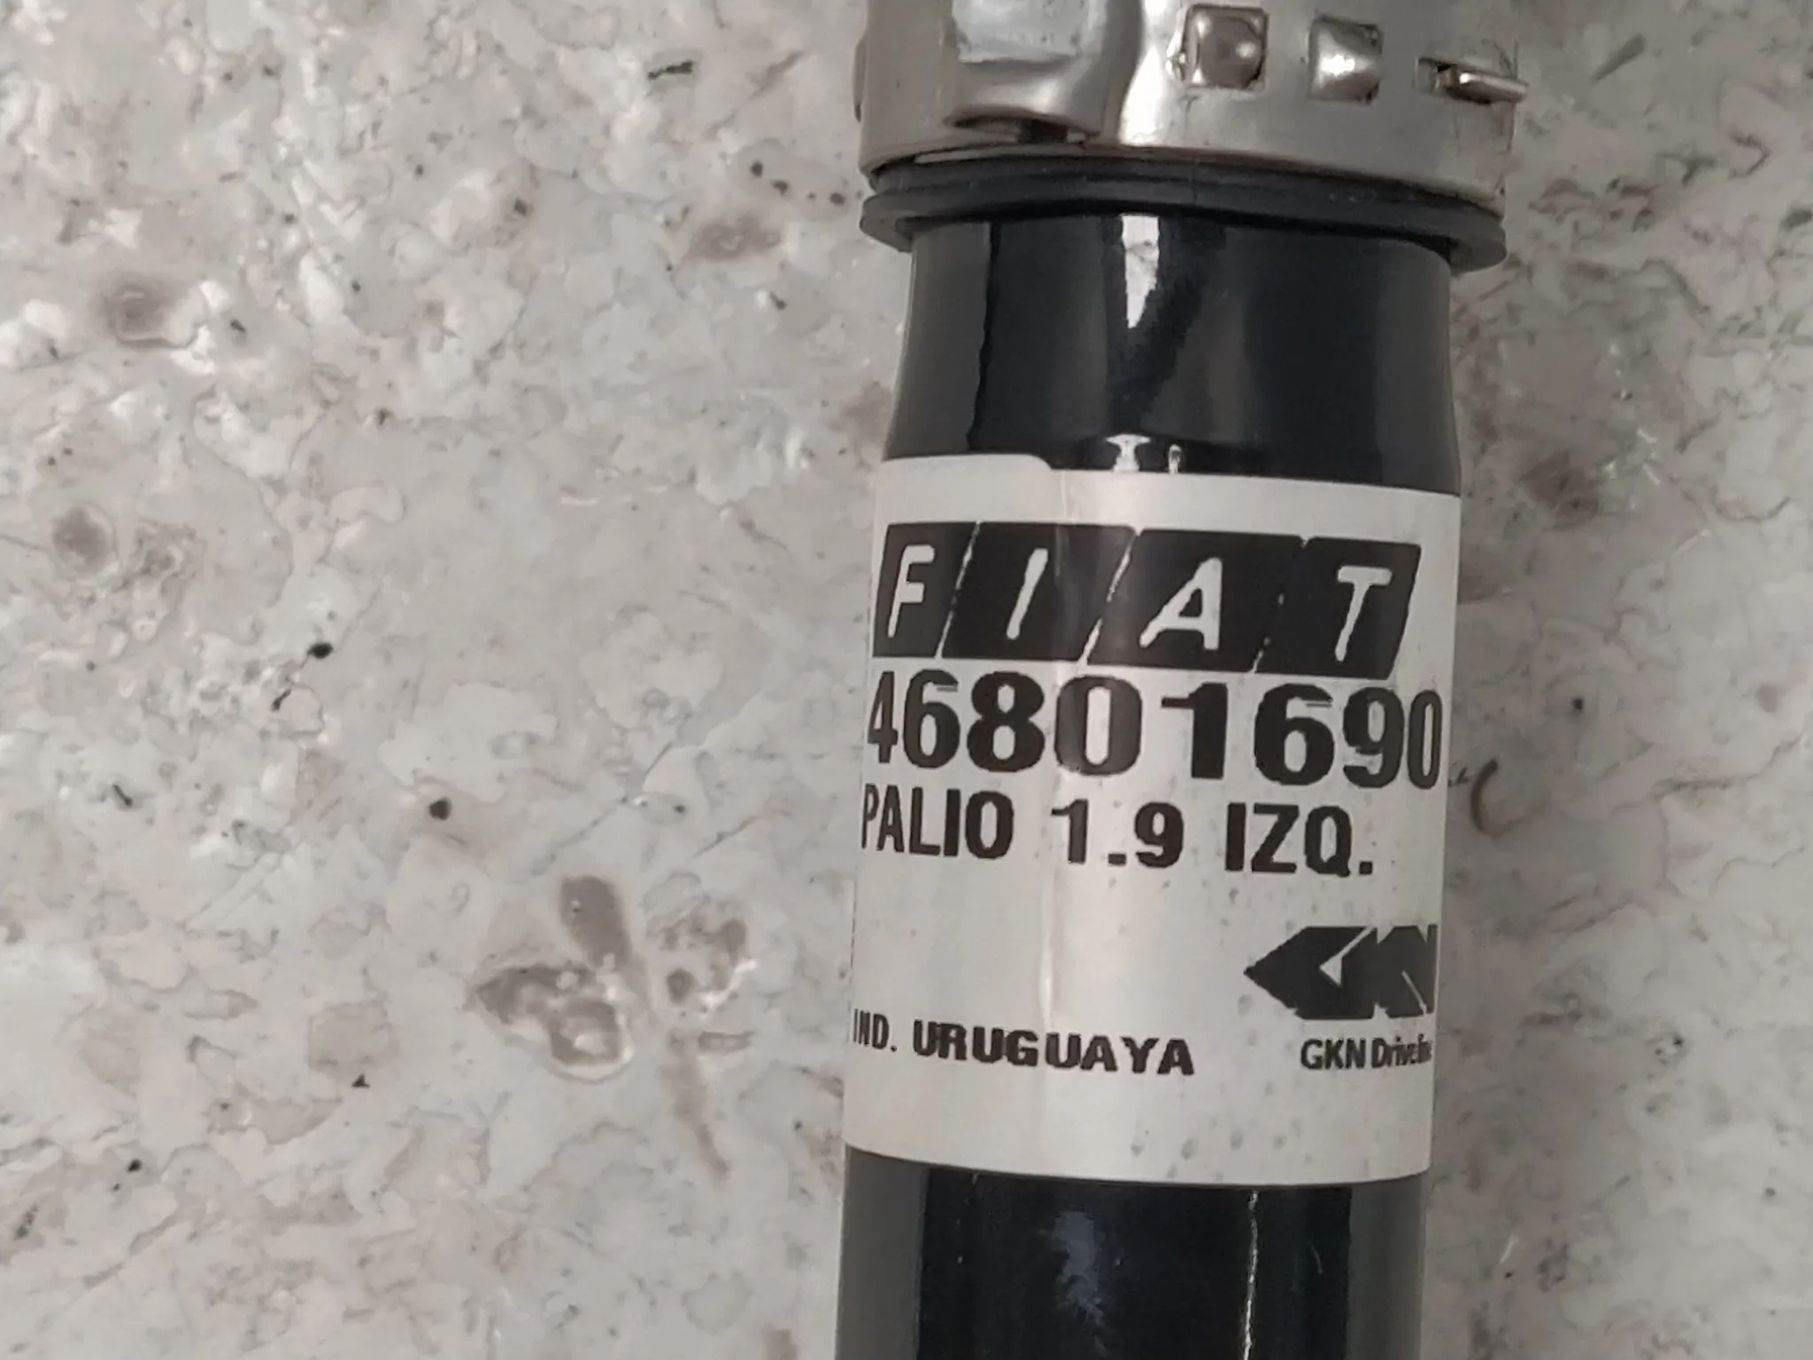 FIAT
46801690
PALIO 1.9 IZQ.
GKN
IND. URUGUAYA GKN Driveline